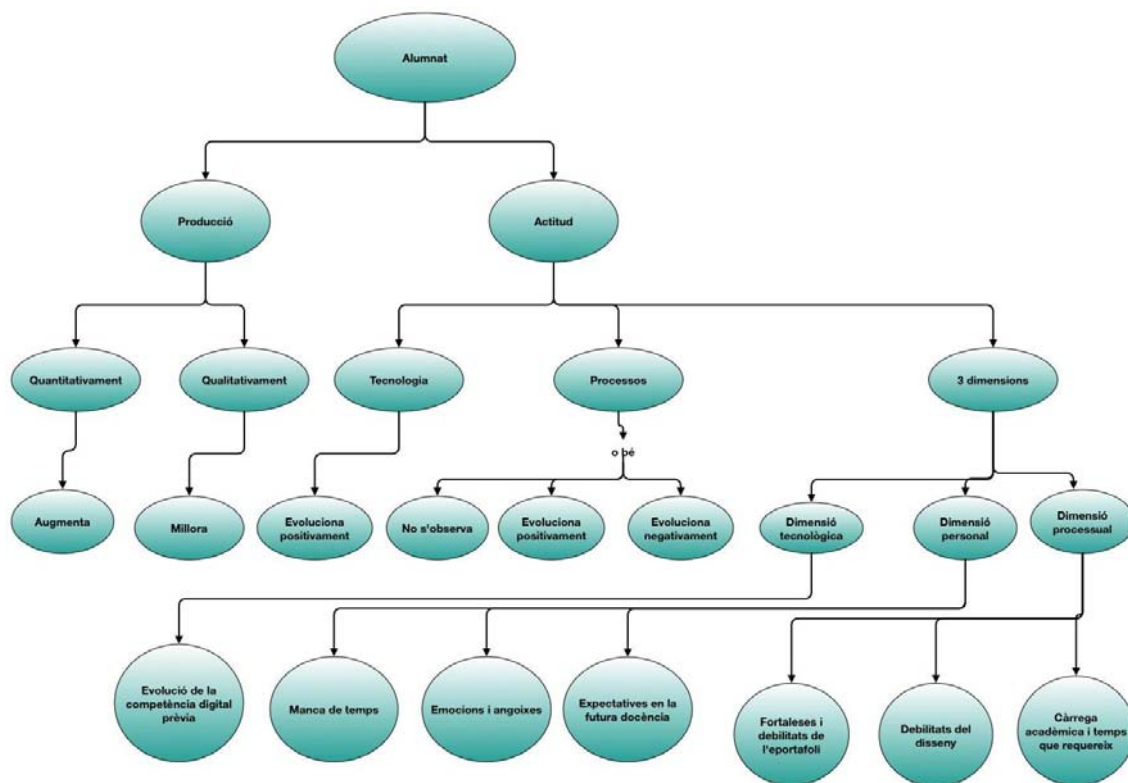 Alumnat
Producció
Actitud
Quantitativament
Qualitativament
Tecnologia
Processos
3 dimensions
o bé
Augmenta
Millora
Evoluciona
positivament
No s'observa
Evoluciona
positivament
Evoluciona
negativament
Dimensió
tecnològica
Dimensió
personal
Dimensió
processual
Evolució de la
competència digital
prèvia
Manca de temps
Emocions i angoixes
Expectatives en la
futura docència
Fortaleses i
debilitats de
l'eportafoli
Debilitats del
disseny
Càrrega
acadèmica i temps
que requereix